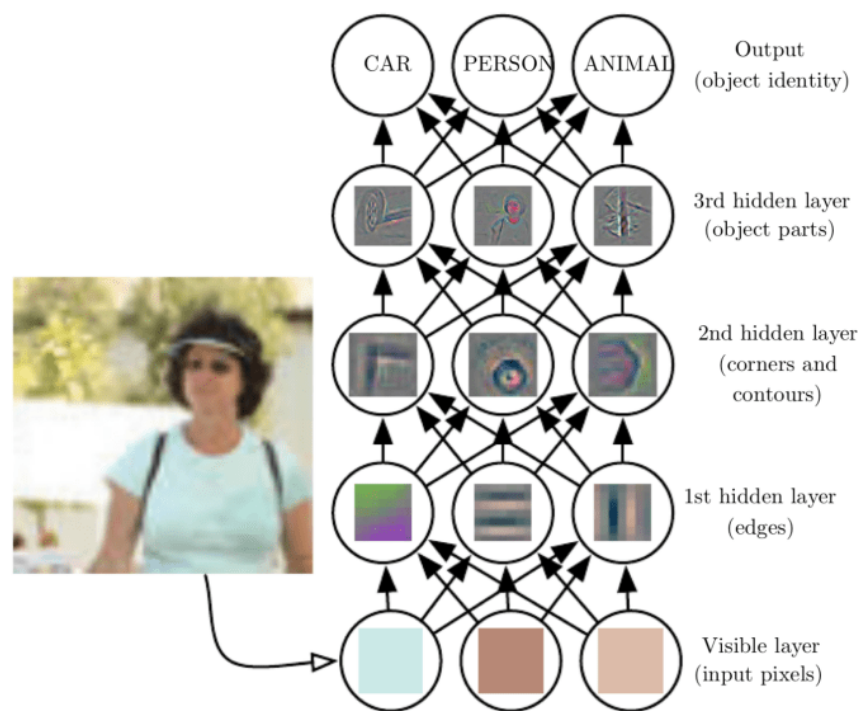 CAR PERSON ANIMAL
Output
(object identity)
3rd hidden layer
(object parts)
2nd hidden layer
(corners and
contours)
1st hidden layer
(edges)
Visible layer
(input pixels)